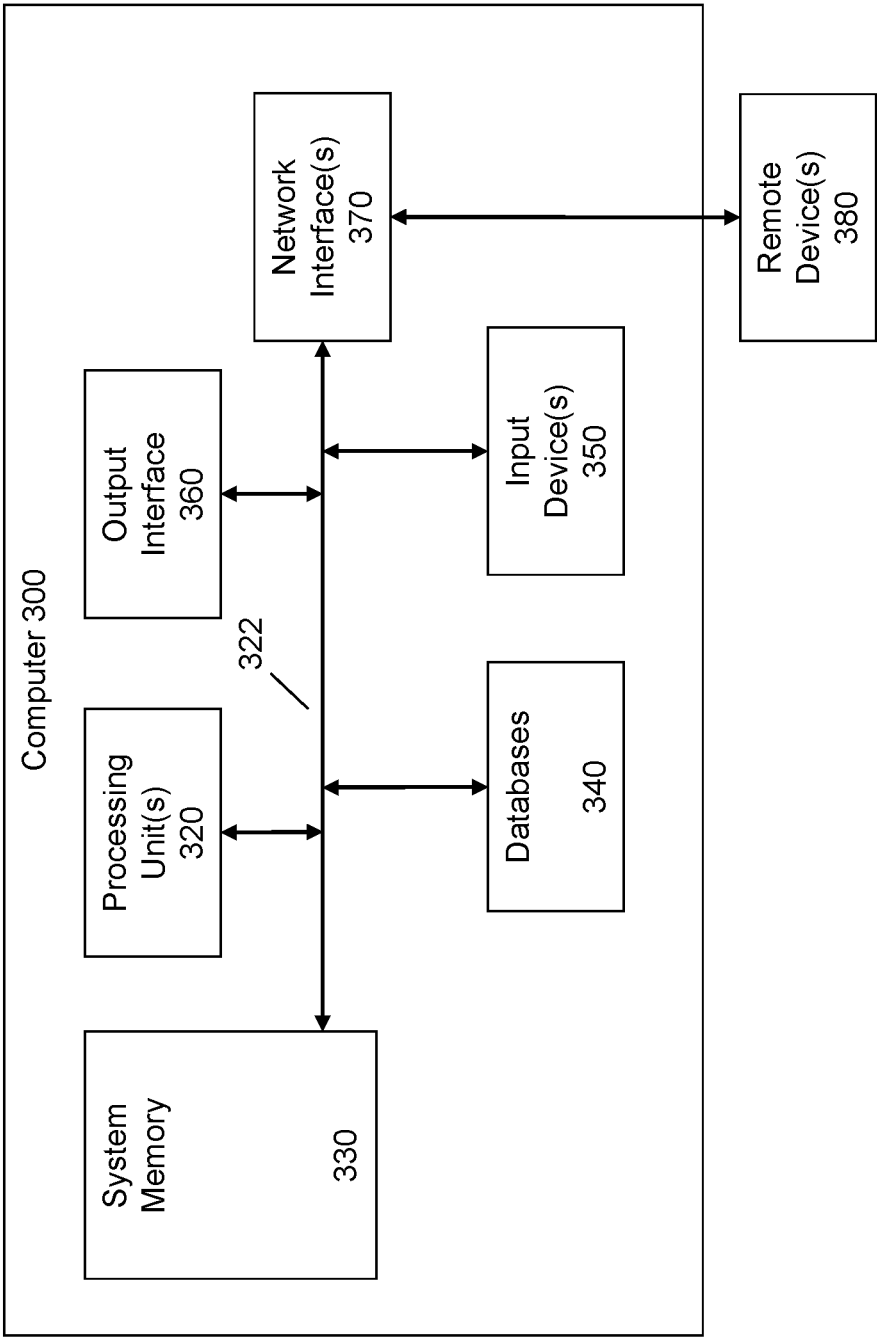 Computer 300
System
Memory
330
Processing
Unit(s)
320
Output
Interface
360
322
Network
Interface(s)
370
Databases
340
Input
Device(s)
350
Remote
Device(s)
380